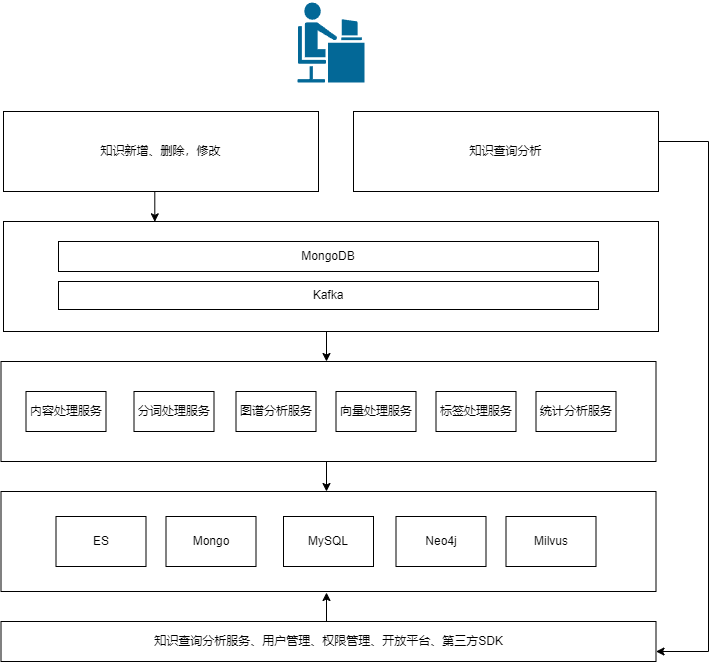 知识新增、删除，修改
知识查询分析
MongoDB
Kafka
内容处理服务
分词处理服务
图谱分析服务
向量处理服务
标签处理服务
统计分析服务
ES
Mongo
MySQL
Neo4j
Milvus
知识查询分析服务、用户管理、权限管理、开放平台、第三方SDK